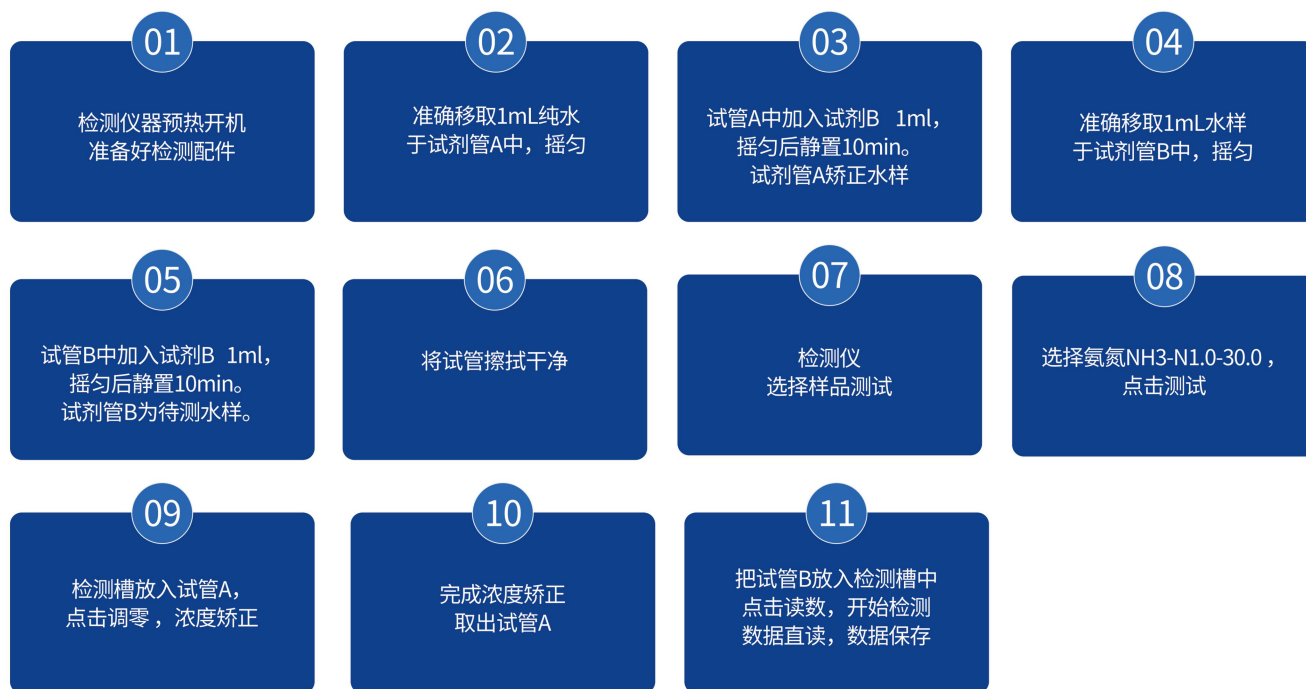 01
检测仪器预热开机
准备好检测配件
02
准确移取1mL纯水
于试剂管A中，摇匀
03
试管A中加入试剂B 1ml，
摇匀后静置10min。
试剂管A矫正水样
04
准确移取1mL水样
于试剂管B中，摇匀
05
试管B中加入试剂B 1ml，
摇匀后静置10min。
试剂管B为待测水样。
06
将试管擦拭干净
07
检测仪
选择样品测试
08
选择氨氮NH3-N1.0-30.0，
点击测试
09
检测槽放入试管A，
点击调零，浓度矫正
10
完成浓度矫正
取出试管A
11
把试管B放入检测槽中
点击读数，开始检测
数据直读，数据保存